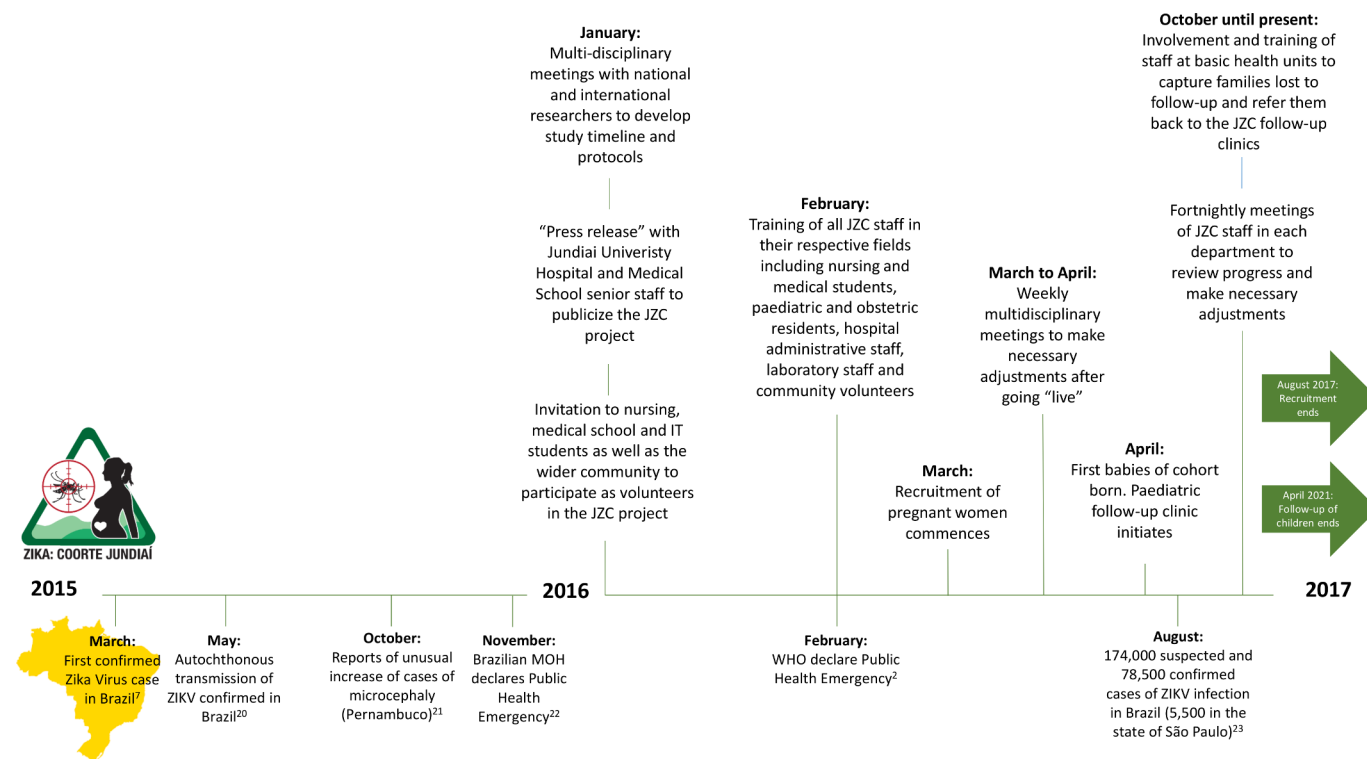 January:
Multi-disciplinary
meetings with national
and international
researchers to develop
study timeline and
protocols
“Press release” with
Jundiai Univeristy
Hospital and Medical
School senior staff to
publicize the JZC
project
Invitation to nursing,
medical school and IT
students as well as the
wider community to
participate as volunteers
in the JZC project
February:
Training of all JZC staff in
their respective fields
including nursing and
medical students,
paediatric and obstetric
residents, hospital
administrative staff,
laboratory staff and
community volunteers
March:
Recruitment of
pregnant women
commences
March to April:
Weekly
multidisciplinary
meetings to make
necessary
adjustments after
going “live”
April:
First babies of cohort
born. Paediatric
follow-up clinic
initiates
October until present:
Involvement and training of
staff at basic health units to
capture families lost to
follow-up and refer them
back to the JZC follow-up
clinics
Fortnightly meetings
of JZC staff in each
department to
review progress and
make necessary
adjustments
August 2017:
Recruitment
ends
April 2021:
Follow-up of
children ends
ZIKA: COORTE JUNDIAÍ
2015
2016
2017
March:
First confirmed
Zika Virus case
in Brazil7
May:
Autochthonous
transmission of
ZIKV confirmed in
Brazil20
October:
Reports of unusual
increase of cases of
microcephaly
(Pernambuco)21
November:
Brazilian MOH
declares Public
Health
Emergency22
February:
WHO declare Public
Health Emergency2
August:
174,000 suspected and
78,500 confirmed
cases of ZIKV infection
in Brazil (5,500 in the
state of São Paulo)23